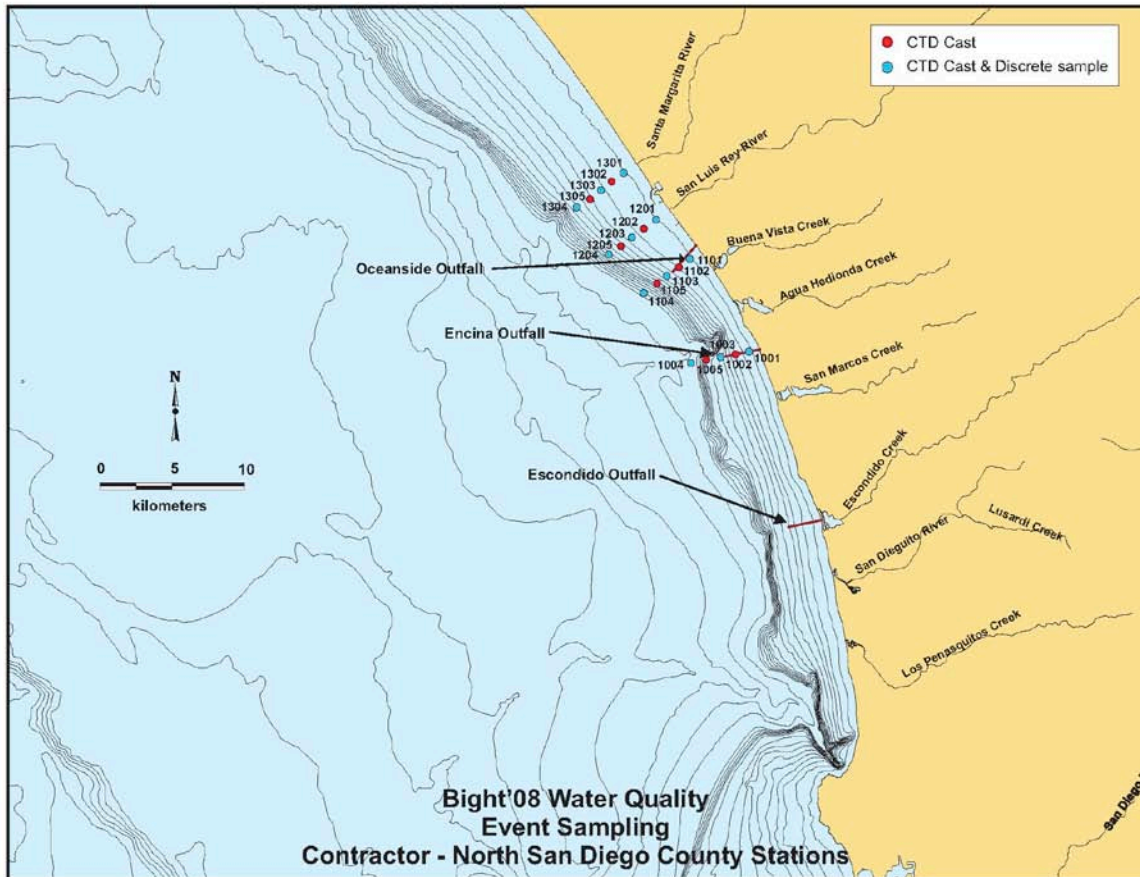 CTD Cast
CTD Cast & Discrete sample
Santa Margarita River
San Luis Rey River
1301
1302
1303
1305
1304
1201
1202
1203
1205
1204
Buena Vista Creek
Oceanside Outfall
1101
1102
1103
1105
1104
Agua Hedionda Creek
Encina Outfall
1003
1001
1002
1005
1004
San Marcos Creek
N
0 5 10
kilometers
Escondido Outfall
Escondido Creek
Lusardi Creek
San Dieguito River
Los Penasquitos Creek
San Diego
Bight'08 Water Quality
Event Sampling
Contractor - North San Diego County Stations